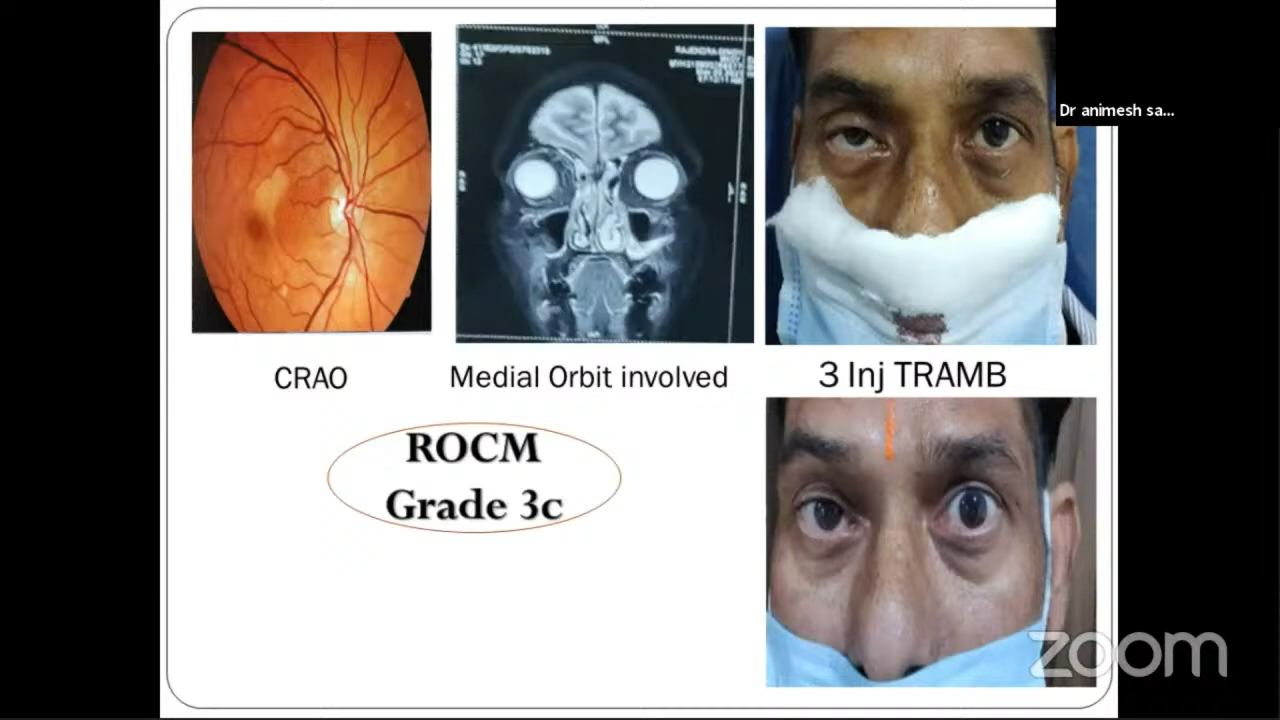 Dr animesh sa...
CRAO
Medial Orbit involved
3 Inj TRAMB
ROCM
Grade 3c
zoom